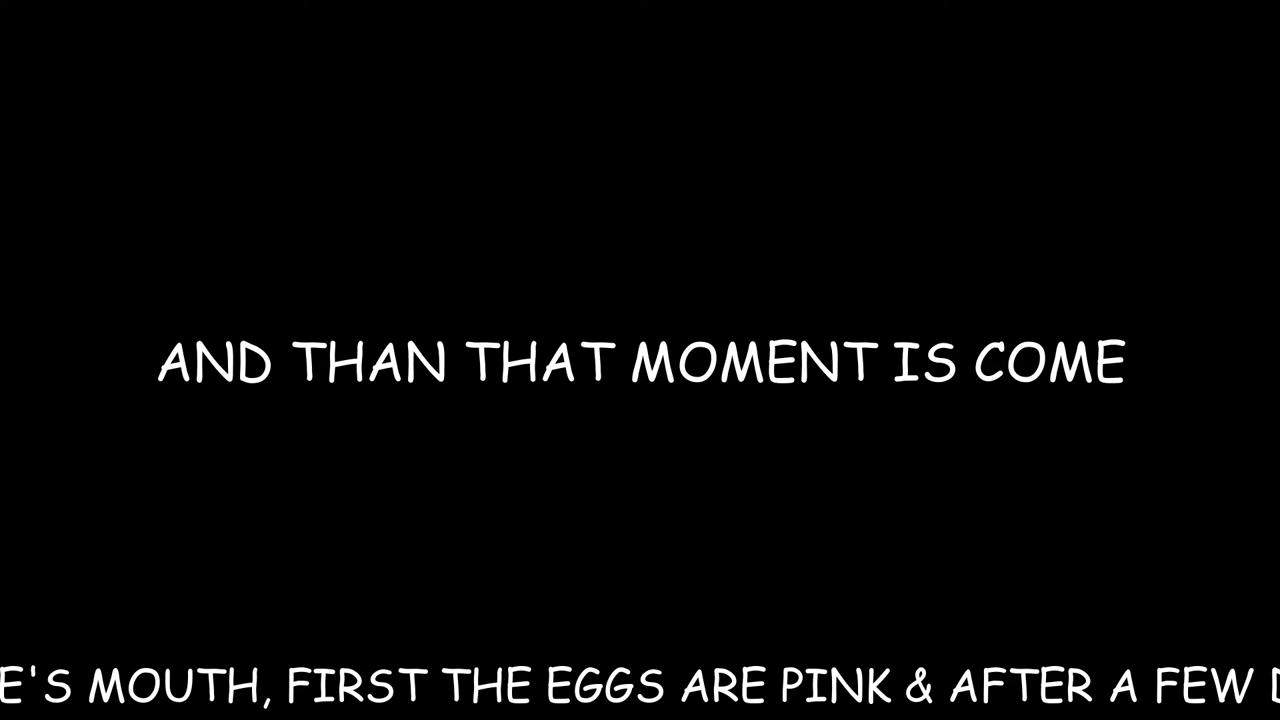 AND THAN THAT MOMENT IS COME
E'S MOUTH, FIRST THE EGGS ARE PINK & AFTER A FEW D